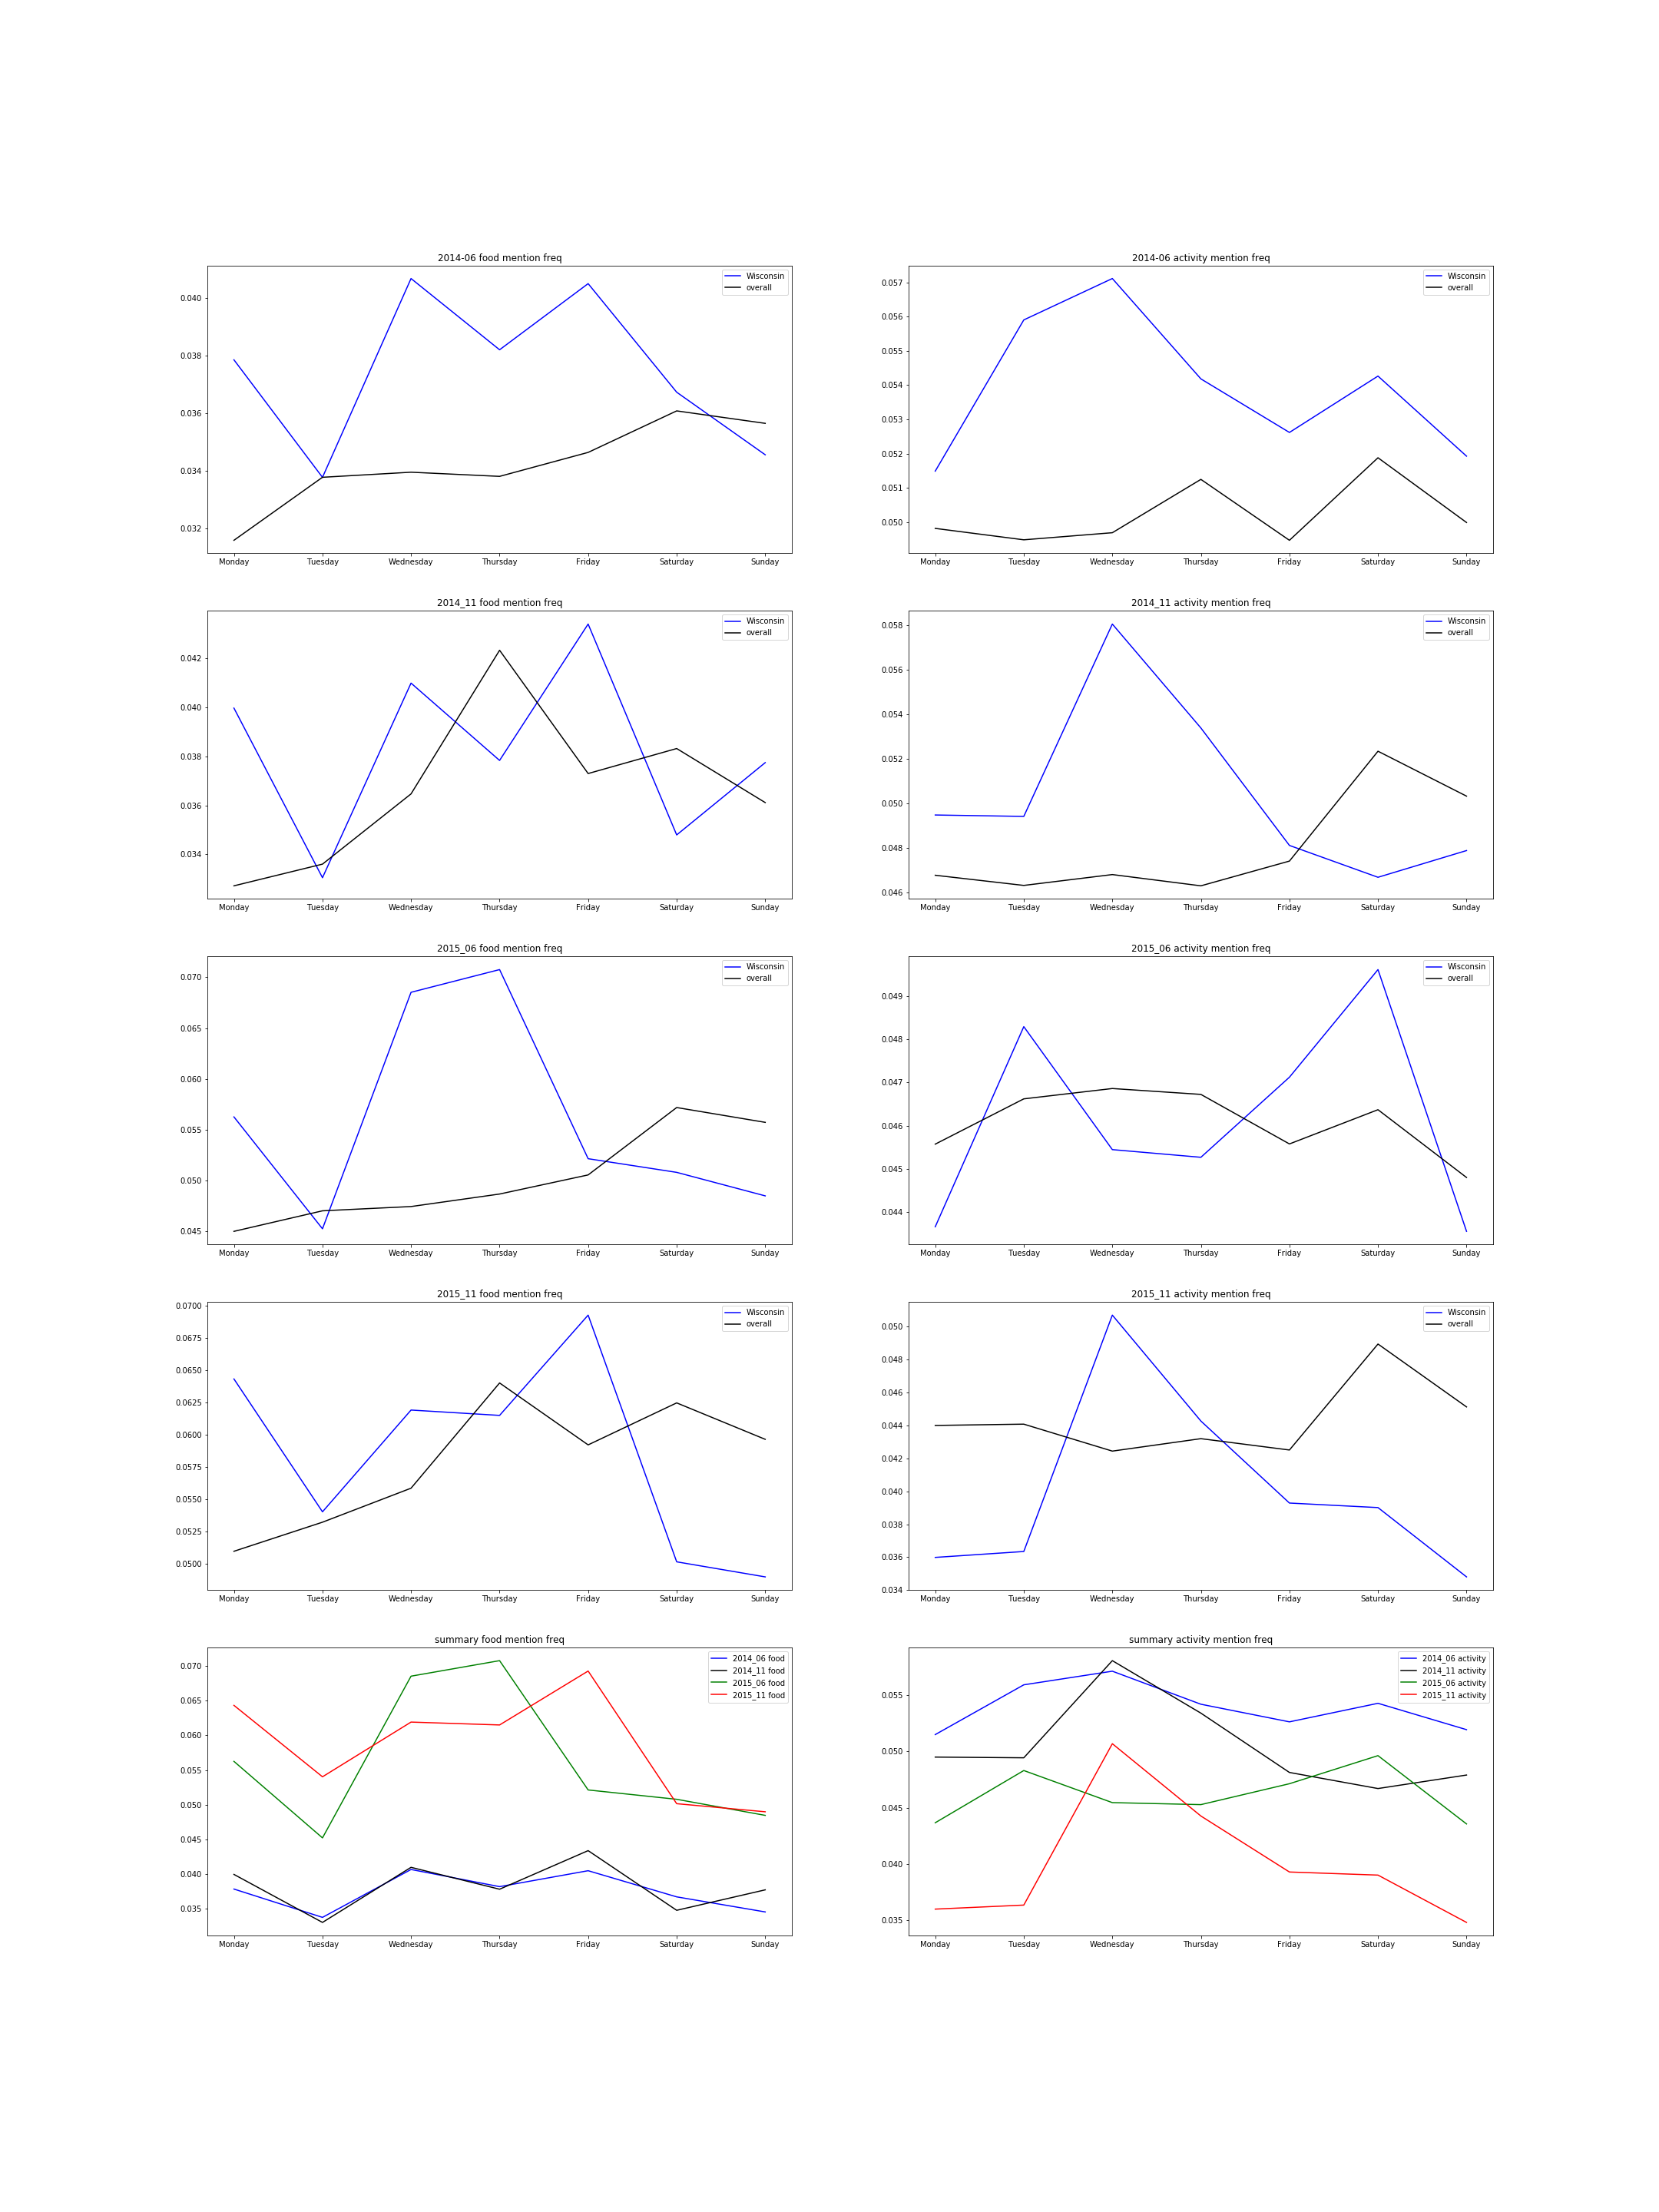 2014-06 food mention freq
Wisconsin
overall
0.040
0.038
0.036
0.034
0.032
Monday Tuesday Wednesday Thursday Friday Saturday Sunday
2014-06 activity mention freq
Wisconsin
overall
0.057
0.056
0.055
0.054
0.053
0.052
0.051
0.050
Monday Tuesday Wednesday Thursday Friday Saturday Sunday
2014_11 food mention freq
Wisconsin
overall
0.042
0.040
0.038
0.036
0.034
Monday Tuesday Wednesday Thursday Friday Saturday Sunday
2014_11 activity mention freq
Wisconsin
overall
0.058
0.056
0.054
0.052
0.050
0.048
0.046
Monday Tuesday Wednesday Thursday Friday Saturday Sunday
2015_06 food mention freq
Wisconsin
overall
0.070
0.065
0.060
0.055
0.050
0.045
Monday Tuesday Wednesday Thursday Friday Saturday Sunday
2015_06 activity mention freq
Wisconsin
overall
0.049
0.048
0.047
0.046
0.045
0.044
Monday Tuesday Wednesday Thursday Friday Saturday Sunday
2015_11 food mention freq
Wisconsin
overall
0.0700
0.0675
0.0650
0.0625
0.0600
0.0575
0.0550
0.0525
0.0500
Monday Tuesday Wednesday Thursday Friday Saturday Sunday
2015_11 activity mention freq
Wisconsin
overall
0.050
0.048
0.046
0.044
0.042
0.040
0.038
0.036
0.034
Monday Tuesday Wednesday Thursday Friday Saturday Sunday
summary food mention freq
2014_06 food
2014_11 food
2015_06 food
2015_11 food
0.070
0.065
0.060
0.055
0.050
0.045
0.040
0.035
Monday Tuesday Wednesday Thursday Friday Saturday Sunday
summary activity mention freq
2014_06 activity
2014_11 activity
2015_06 activity
2015_11 activity
0.055
0.050
0.045
0.040
0.035
Monday Tuesday Wednesday Thursday Friday Saturday Sunday